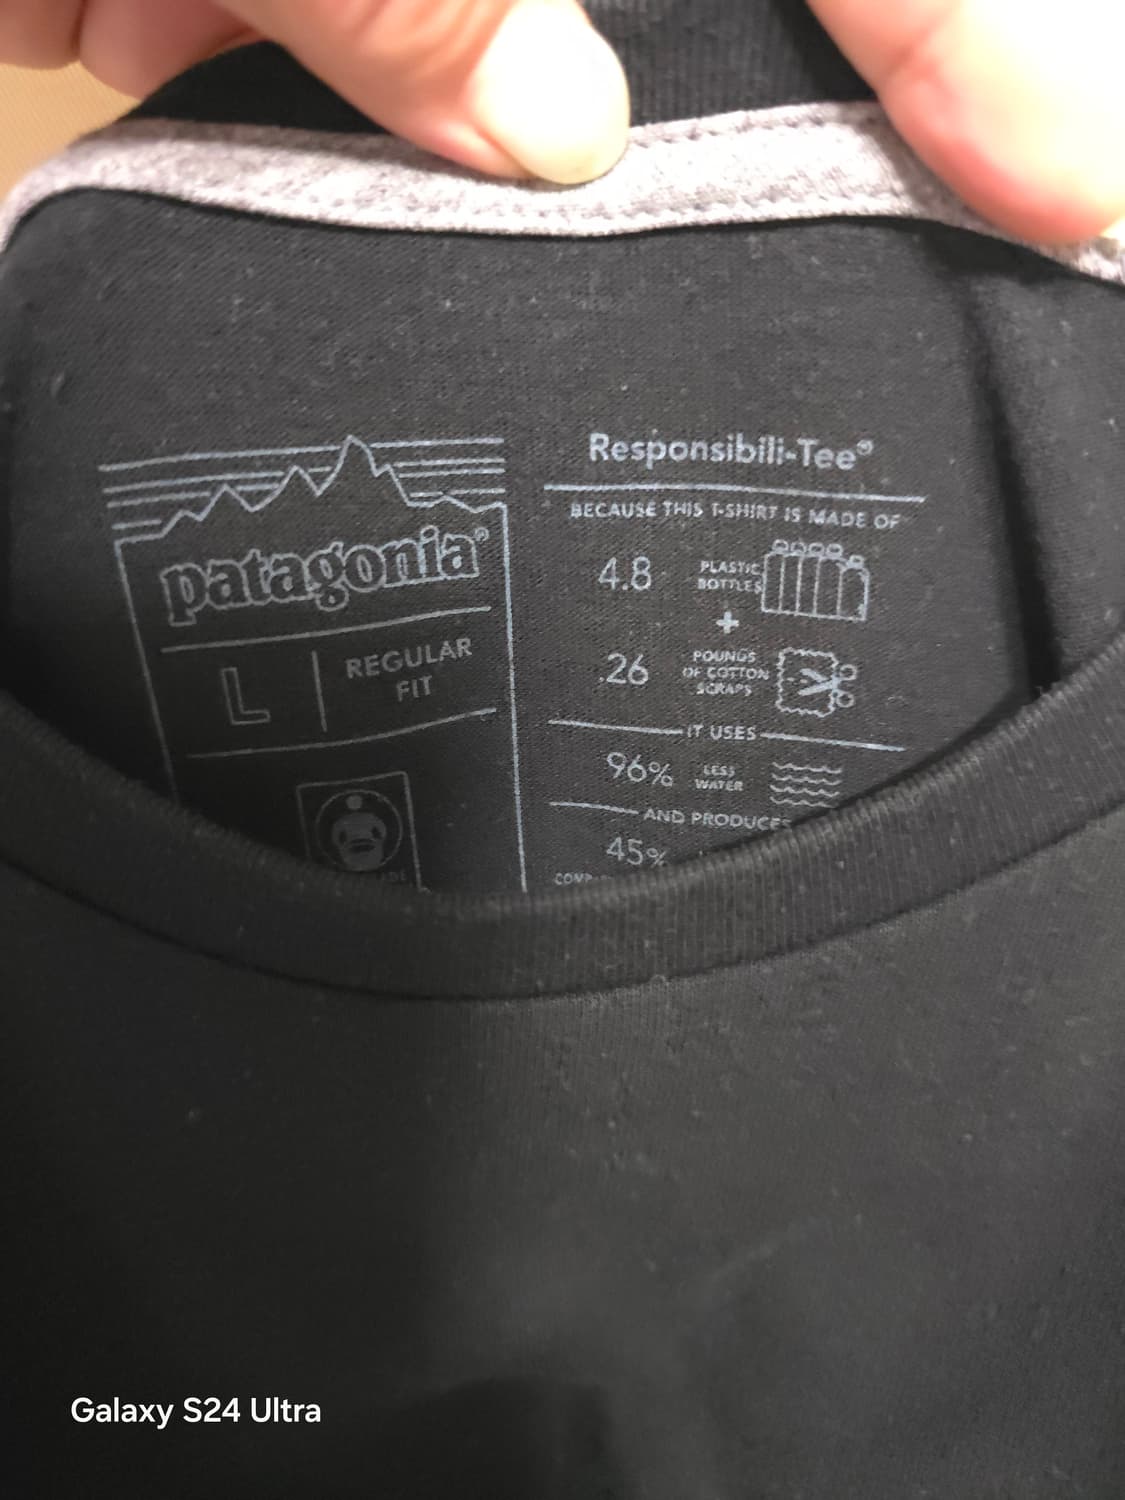 patagonia®
L
REGULAR
FIT
Responsibili-Tee®
BECAUSE THIS T-SHIRT IS MADE OF
4.8
PLASTIC
BOTTLES
+
.26
POUNDS
OF COTTON
SCRAPS
IT USES
96%
LESS
WATER
AND PRODUCES
45%
Galaxy S24 Ultra